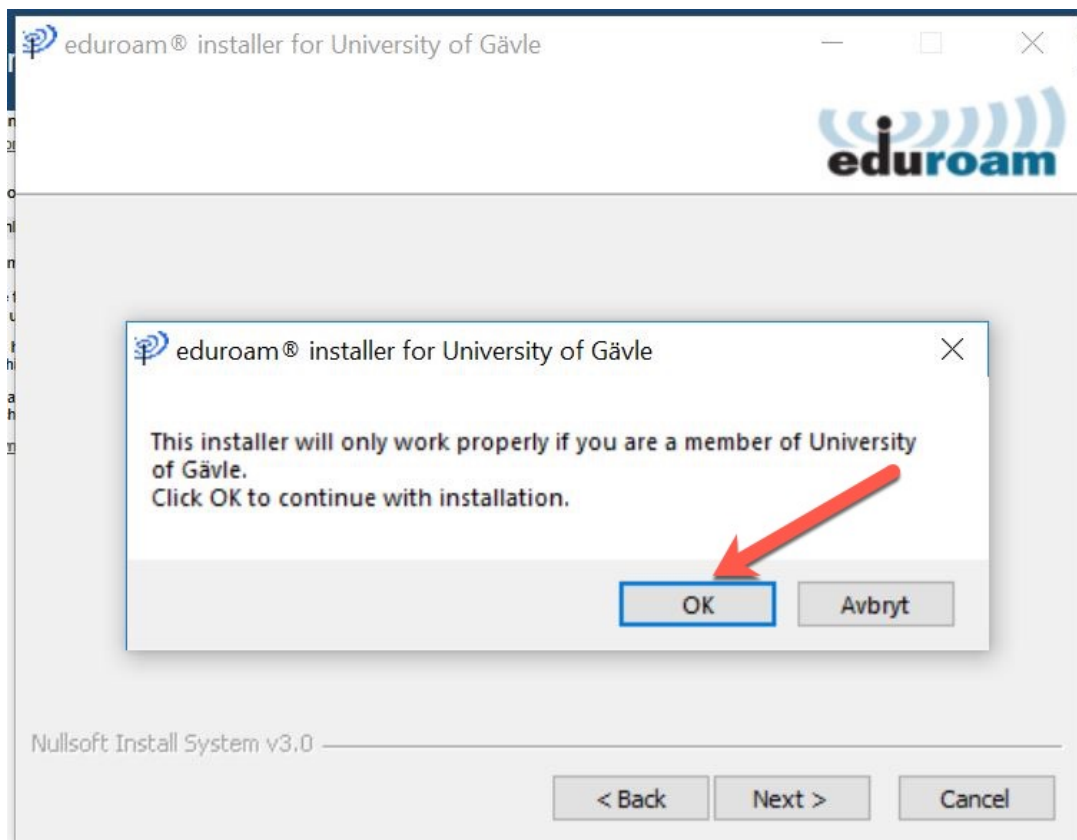 eduroam® installer for University of Gävle
eduroam
eduroam® installer for University of Gävle
This installer will only work properly if you are a member of University
of Gävle.
Click OK to continue with installation.
OK Avbryt
Nullsoft Install System v3.0
< Back Next > Cancel